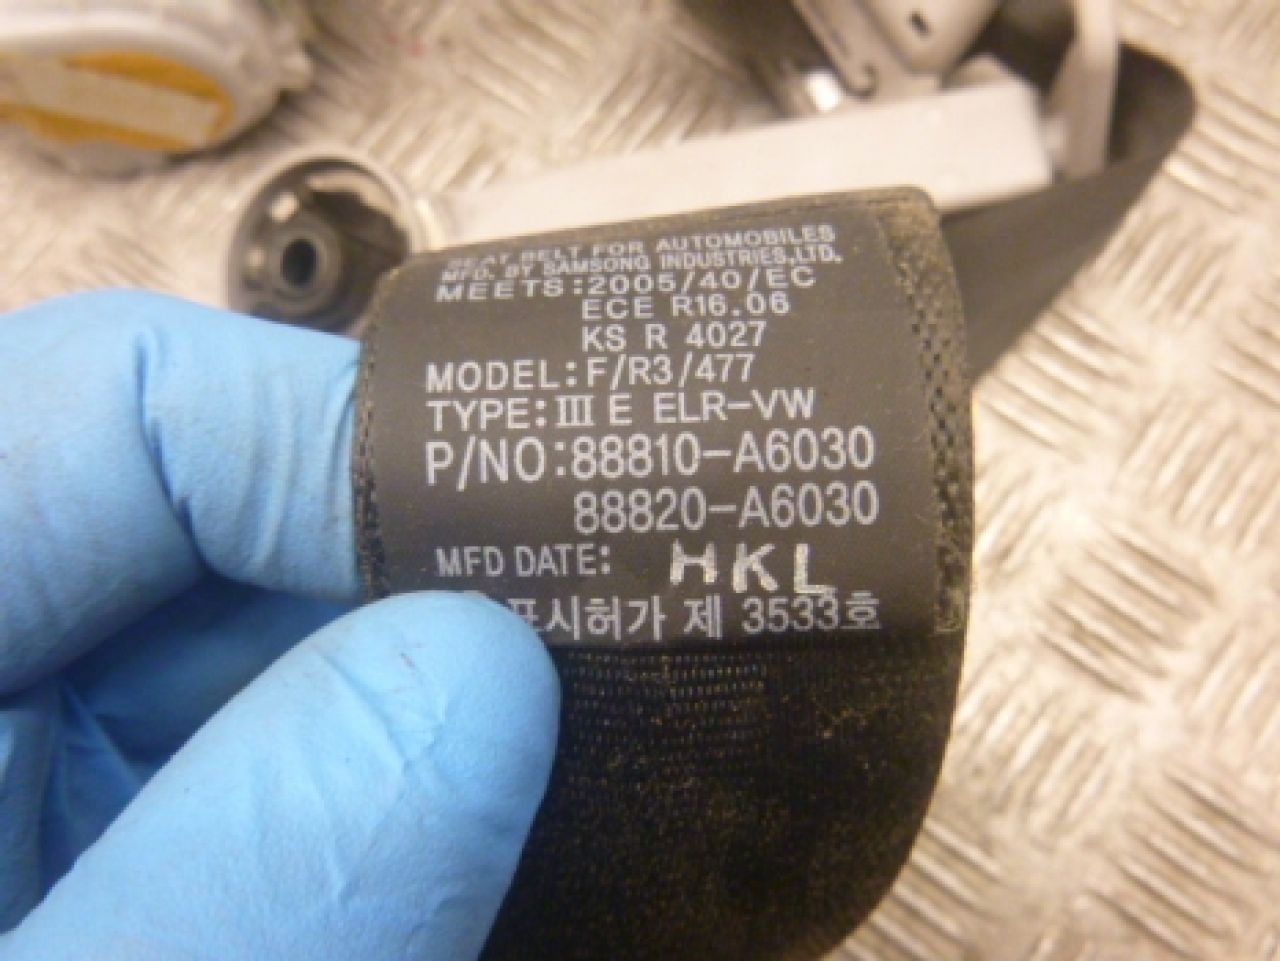 SEAT BELT FOR AUTOMOBILES
MFD. BY SAMSONG INDUSTRIES,LTD,
MEETS:2005/40/EC
ECE R16.06
KS R 4027
MODEL:F/R3/477
TYPE:III E ELR-VW
P/NO:88810-A6030
88820-A6030
MFD DATE: HKL
표시허가 제 3533호